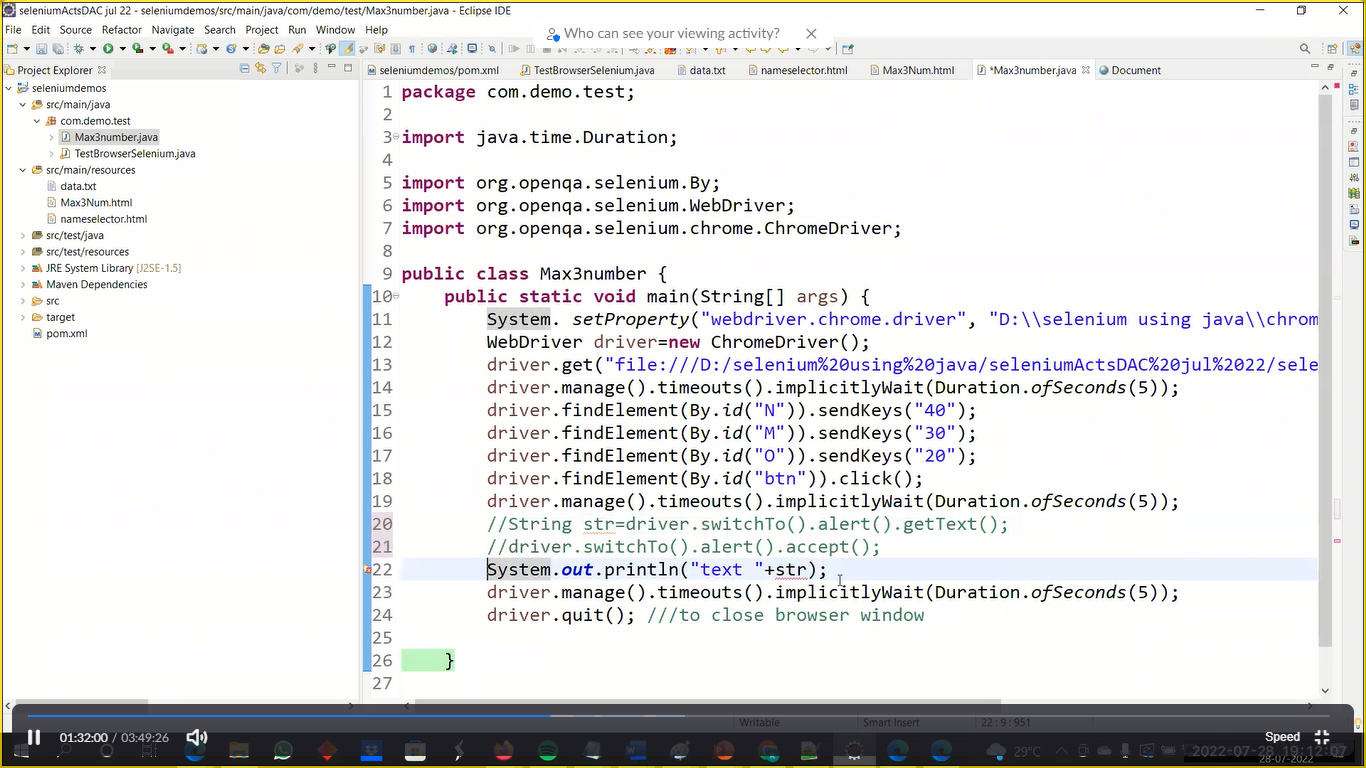 seleniumActsDAC jul 22 - seleniumdemos/src/main/java/com/demo/test/Max3number.java - Eclipse IDE
File Edit Source Refactor Navigate Search Project Run Window Help
Who can see your viewing activity?
Project Explorer
seleniumdemos/pom.xml TestBrowserSelenium.java data.txt nameselector.html Max3Num.html *Max3number.java Document
seleniumdemos
src/main/java
com.demo.test
Max3number.java
TestBrowserSelenium.java
src/main/resources
data.txt
Max3Num.html
nameselector.html
src/test/java
src/test/resources
JRE System Library [J2SE-1.5]
Maven Dependencies
src
target
pom.xml
1 package com.demo.test;
2
3 import java.time.Duration;
4
5 import org.openqa.selenium.By;
6 import org.openqa.selenium.WebDriver;
7 import org.openqa.selenium.chrome.ChromeDriver;
8
9 public class Max3number {
10 public static void main(String[] args) {
11 System. setProperty("webdriver.chrome.driver", "D:\\selenium using java\\chrom
12 WebDriver driver=new ChromeDriver();
13 driver.get("file:///D:/selenium%20using%20java/seleniumActsDAC%20jul%2022/sele
14 driver.manage().timeouts().implicitlyWait(Duration.ofSeconds(5));
15 driver.findElement(By.id("N")).sendKeys("40");
16 driver.findElement(By.id("M")).sendKeys("30");
17 driver.findElement(By.id("O")).sendKeys("20");
18 driver.findElement(By.id("btn")).click();
19 driver.manage().timeouts().implicitlyWait(Duration.ofSeconds(5));
20 //String str=driver.switchTo().alert().getText();
21 //driver.switchTo().alert().accept();
22 System.out.println("text "+str);
23 driver.manage().timeouts().implicitlyWait(Duration.ofSeconds(5));
24 driver.quit(); ///to close browser window
25
26 }
27
Writable Smart Insert 22 : 9 : 951
01:32:00 / 03:49:26 Speed
29°C 2022-07-28 19:12:07
28-07-2022